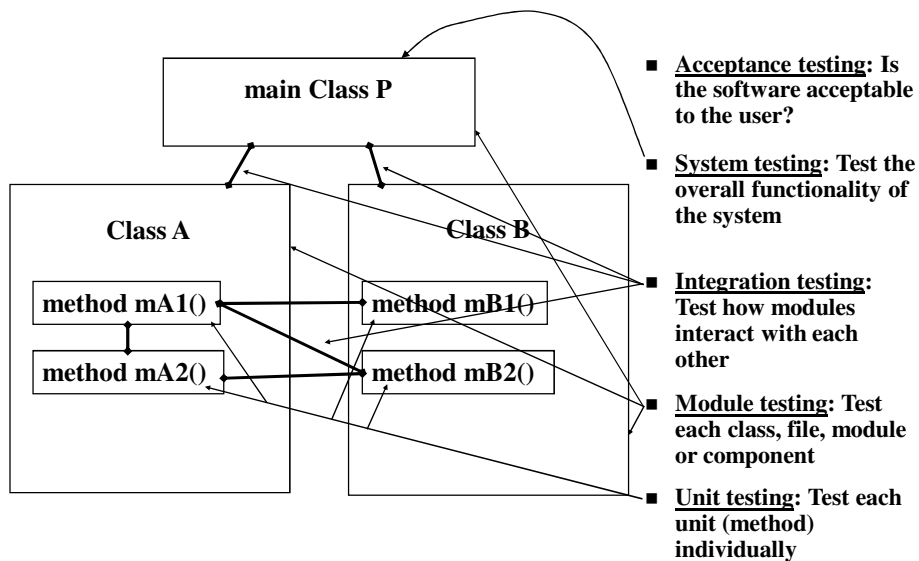 main Class P
Class A
Class B
method mA1()
method mB1()
method mA2()
method mB2()
■ Acceptance testing: Is
the software acceptable
to the user?
■ System testing: Test the
overall functionality of
the system
■ Integration testing:
Test how modules
interact with each
other
■ Module testing: Test
each class, file, module
or component
■ Unit testing: Test each
unit (method)
individually